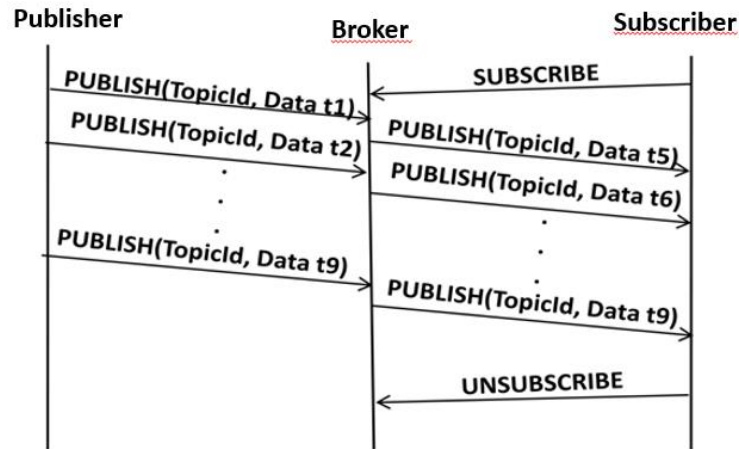 Publisher
Broker
Subscriber
SUBSCRIBE
PUBLISH(TopicId, Data t1)
PUBLISH(TopicId, Data t2)
PUBLISH(TopicId, Data t5)
PUBLISH(TopicId, Data t6)
PUBLISH(TopicId, Data t9)
PUBLISH(TopicId, Data t9)
UNSUBSCRIBE